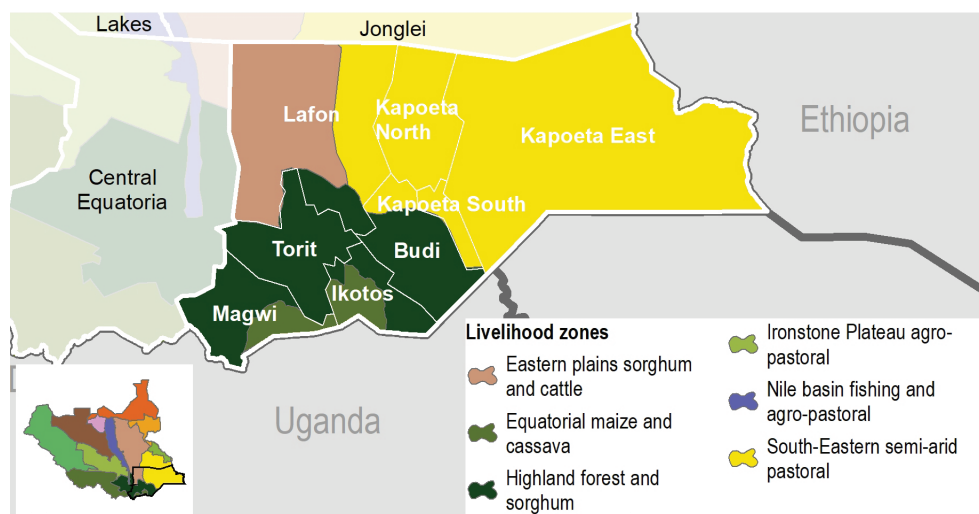 Lakes
Jonglei
Ethiopia
Lafon
Kapoeta
North
Kapoeta East
Central
Equatoria
Kapoeta South
Torit
Budi
Ikotos
Magwi
Uganda
Livelihood zones
Eastern plains sorghum
and cattle
Equatorial maize and
cassava
Highland forest and
sorghum
Ironstone Plateau agro-
pastoral
Nile basin fishing and
agro-pastoral
South-Eastern semi-arid
pastoral